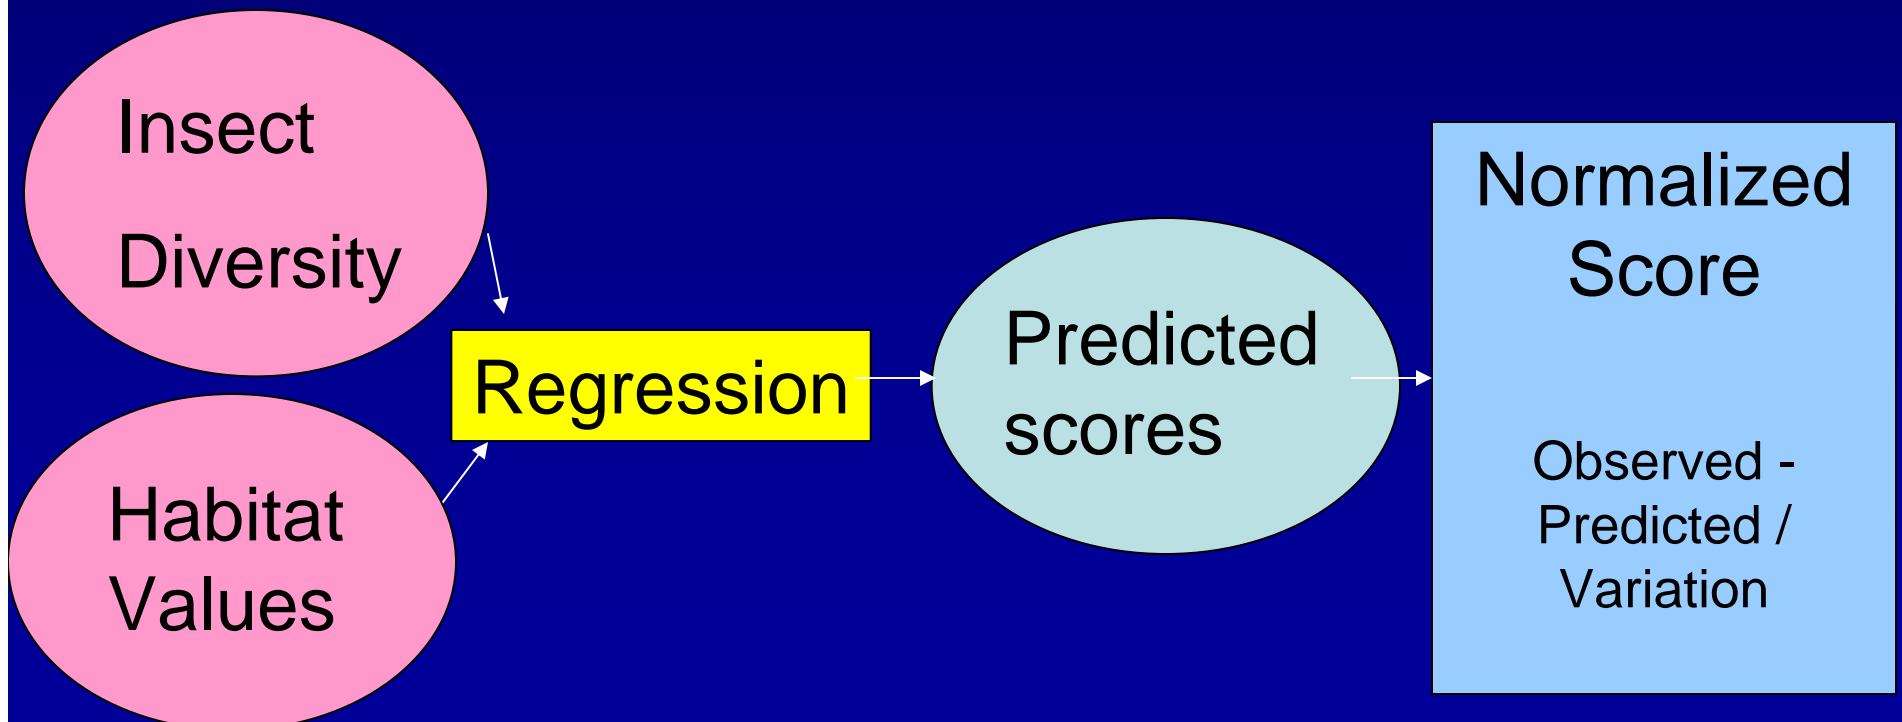 Insect
Diversity
Habitat
Values
Regression
Predicted
scores
Normalized
Score
Observed -
Predicted /
Variation